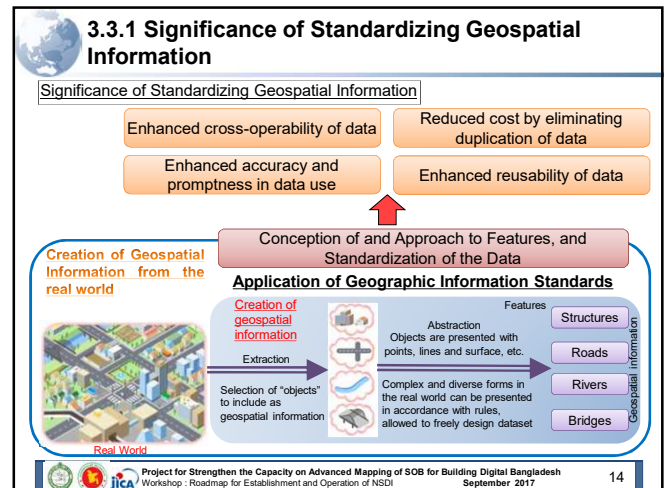 3.3.1 Significance of Standardizing Geospatial
Information
Significance of Standardizing Geospatial Information
Enhanced cross-operability of data
Reduced cost by eliminating
duplication of data
Enhanced accuracy and
promptness in data use
Enhanced reusability of data
Conception of and Approach to Features, and
Standardization of the Data
Creation of Geospatial
Information from the
real world
Real World
Application of Geographic Information Standards
Creation of
geospatial
information
Extraction
Selection of “objects”
to include as
geospatial information
Abstraction
Objects are presented with
points, lines and surface, etc.
Complex and diverse forms in
the real world can be presented
in accordance with rules,
allowed to freely design dataset
Features
Structures
Roads
Rivers
Bridges
Geospatial information
jica
Project for Strengthen the Capacity on Advanced Mapping of SOB for Building Digital Bangladesh
Workshop : Roadmap for Establishment and Operation of NSDI
September 2017
14